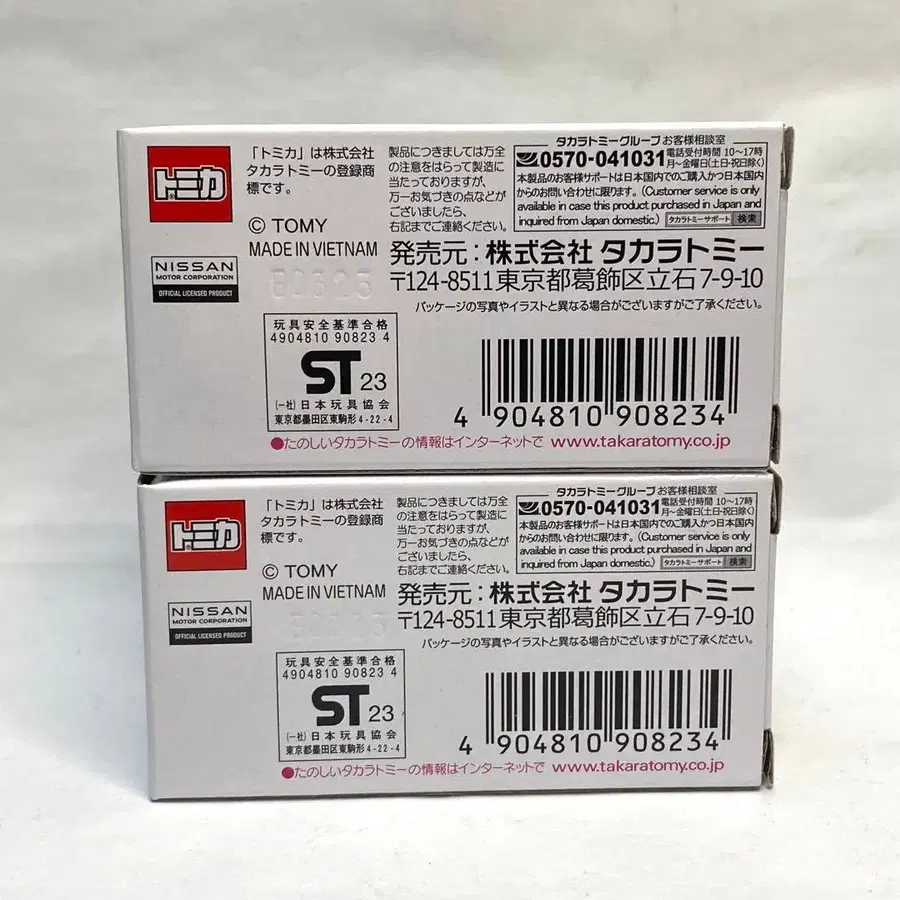 トミカ®
「トミカ」は株式会社
タカラトミーの登録商
標です。
© TOMY
MADE IN VIETNAM
NISSAN
MOTOR CORPORATION
OFFICIAL LICENSED PRODUCT
製品につきましては万全
の注意をはらって製造に
当たっておりますが、
万一お気づきの点などが
ございましたら、
右記までご連絡ください。
タカラトミーグループお客様相談室
0570-041031 電話受付時間 10〜17時
月〜金曜日(土・日・祝日除く)
本製品のお客様サポートは日本国内でのご購入かつ日本国内
からのお問い合わせに限ります。(Customer service is only
available in case this product purchased in Japan and
inquired from Japan domestic.) タカラトミーサポート 検索
発売元:株式会社 タカラトミー
〒124-8511東京都葛飾区立石7-9-10
パッケージの写真やイラストと異なる場合がございますがご了承ください。
玩具安全基準合格
4904810 90823 4
ST 23
(一社)日本玩具協会
東京都墨田区東駒形4-22-4
4 904810 908234
●たのしいタカラトミーの情報はインターネットで www.takaratomy.co.jp
トミカ®
「トミカ」は株式会社
タカラトミーの登録商
標です。
© TOMY
MADE IN VIETNAM
NISSAN
MOTOR CORPORATION
OFFICIAL LICENSED PRODUCT
製品につきましては万全
の注意をはらって製造に
当たっておりますが、
万一お気づきの点などが
ございましたら、
右記までご連絡ください。
タカラトミーグループお客様相談室
0570-041031 電話受付時間 10〜17時
月〜金曜日(土・日・祝日除く)
本製品のお客様サポートは日本国内でのご購入かつ日本国内
からのお問い合わせに限ります。(Customer service is only
available in case this product purchased in Japan and
inquired from Japan domestic.) タカラトミーサポート 検索
発売元:株式会社 タカラトミー
〒124-8511東京都葛飾区立石7-9-10
パッケージの写真やイラストと異なる場合がございますがご了承ください。
玩具安全基準合格
4904810 90823 4
ST 23
(一社)日本玩具協会
東京都墨田区東駒形4-22-4
4 904810 908234
●たのしいタカラトミーの情報はインターネットで www.takaratomy.co.jp